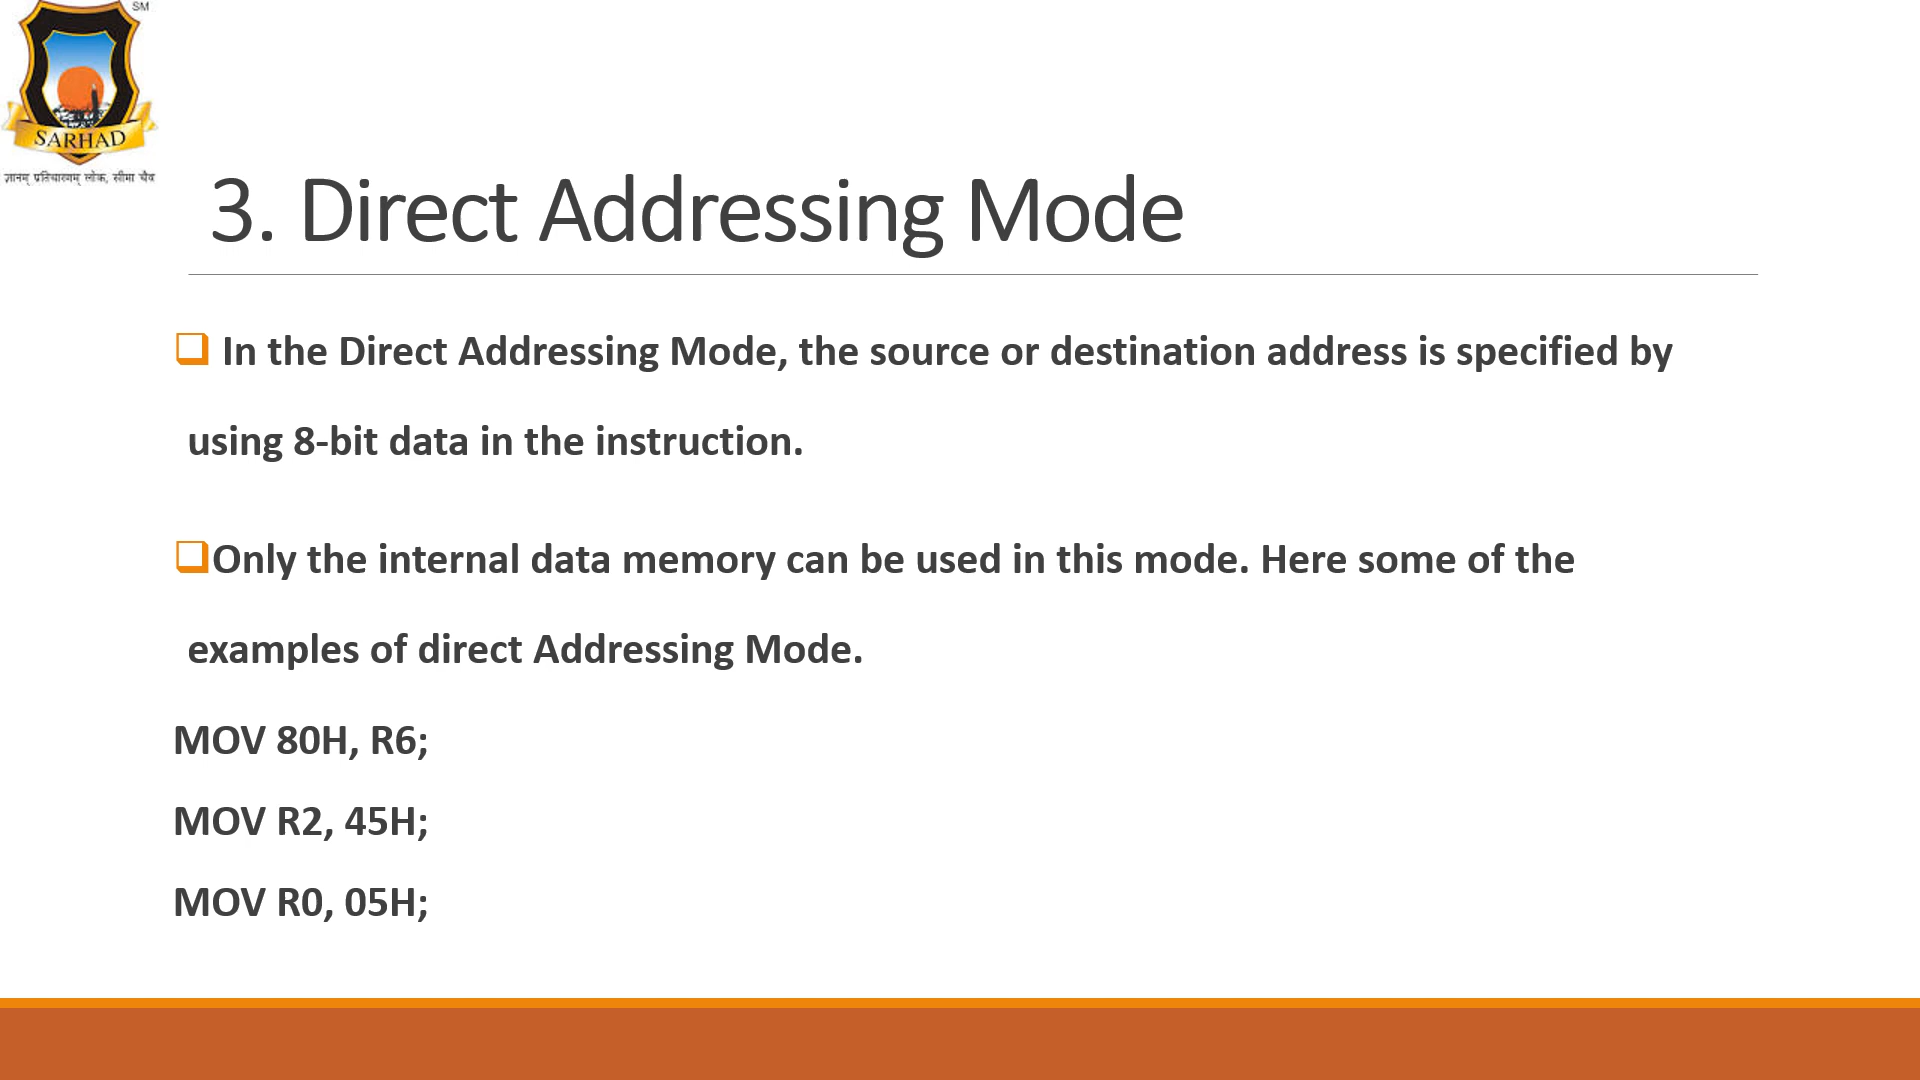 SM
SARHAD
3. Direct Addressing Mode
In the Direct Addressing Mode, the source or destination address is specified by
using 8-bit data in the instruction.
Only the internal data memory can be used in this mode. Here some of the
examples of direct Addressing Mode.
MOV 80H, R6;
MOV R2, 45H;
MOV R0, 05H;